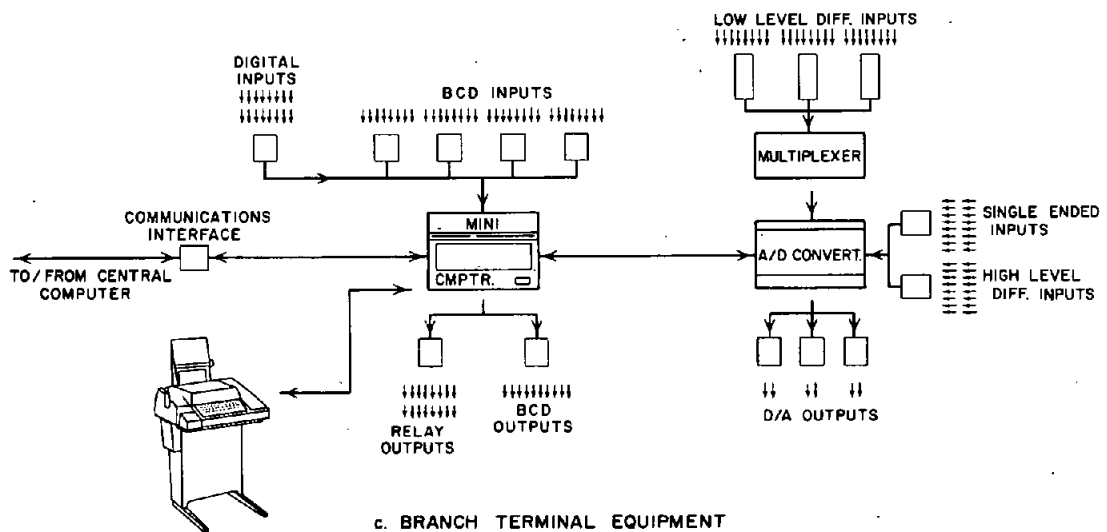 LOW LEVEL DIFF. INPUTS
DIGITAL
INPUTS
BCD INPUTS
MULTIPLEXER
COMMUNICATIONS
INTERFACE
MINI
CMPTR.
A/D CONVERT.
SINGLE ENDED
INPUTS
TO/FROM CENTRAL
COMPUTER
HIGH LEVEL
DIFF. INPUTS
RELAY
OUTPUTS
BCD
OUTPUTS
D/A OUTPUTS
c. BRANCH TERMINAL EQUIPMENT